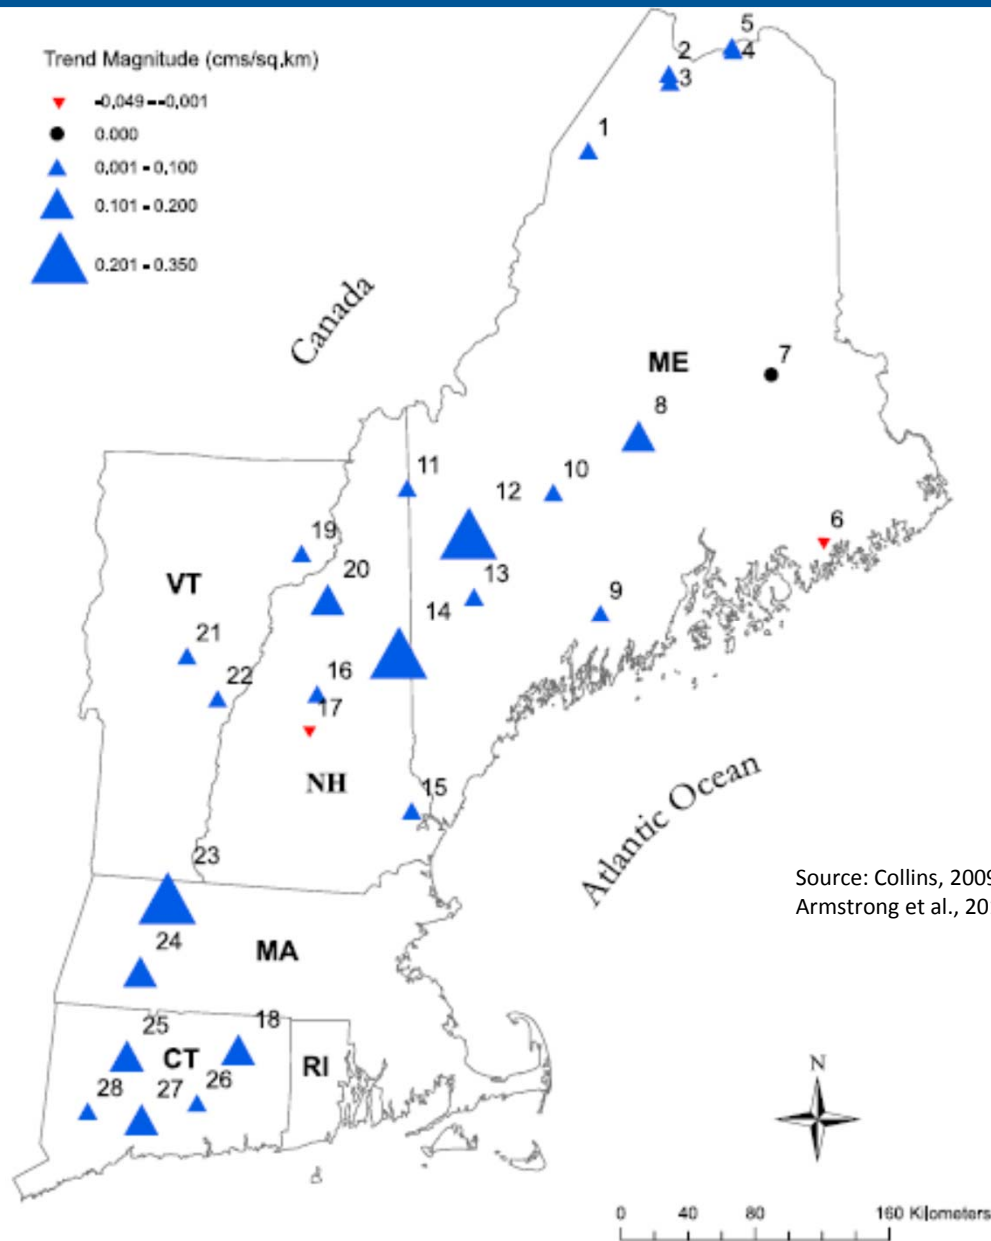 Trend Magnitude (cms/sq.km)
-0.049 --0.001
0.000
0.001 - 0.100
0.101 - 0.200
0.201 - 0.350
5
2
4
3
1
Canada
ME
7
8
11
10
12
6
19
13
20
VT
14
9
21
22
16
17
NH
15
Atlantic Ocean
23
Source: Collins, 2009
Armstrong et al., 20
24
MA
25
18
CT
RI
28
27
26
N
0 40 80 160 Kilometers